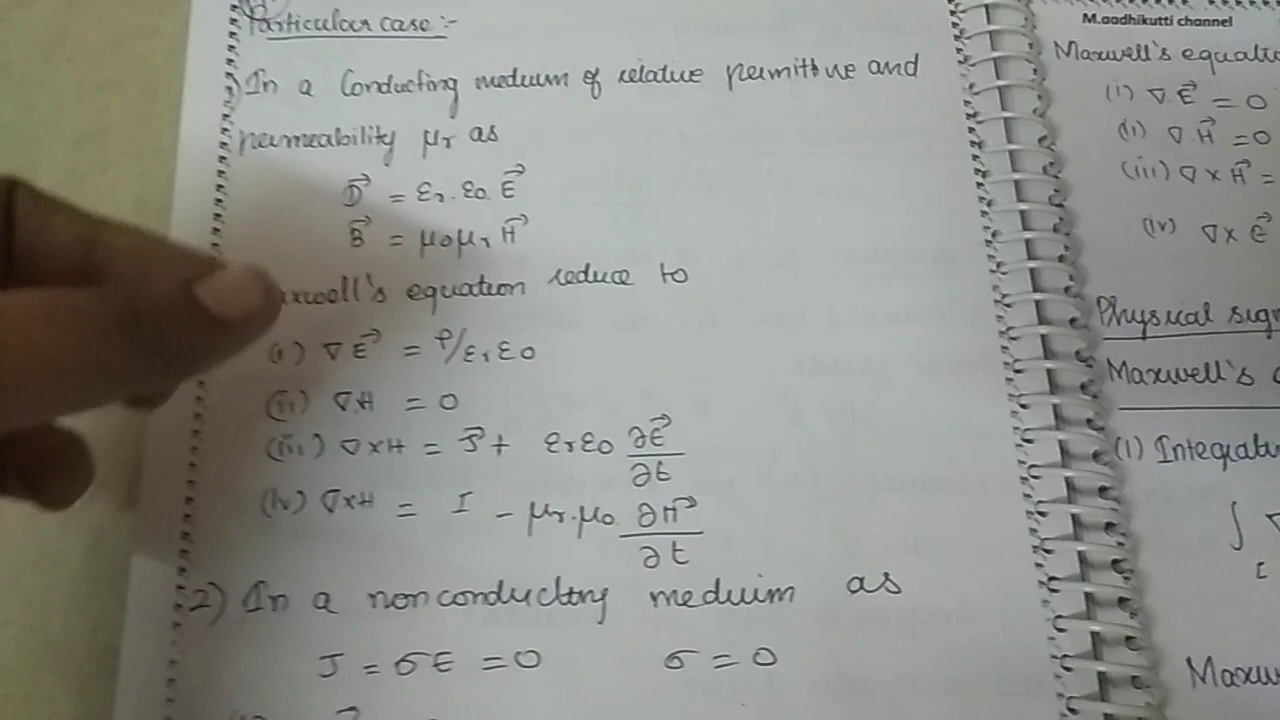 Particular case :-
In a Conducting medium of relative permittive and
permeability μr as
D⃗ = εr.ε0 E⃗
B⃗ = μ0μr H⃗
axwell's equation reduce to
(i) ∇E⃗ = ρ/εrε0
(ii) ∇.H = 0
(iii) ∇×H = J⃗ + εrε0 ∂E⃗/∂t
(iv) ∇×H = I - μr.μ0. ∂H⃗/∂t
2) In a nonconducting medium as
J = σE = 0 σ = 0
M.aadhikutti channel
Maxwell's equati
(i) ∇.E⃗ = 0
(ii) ∇ H⃗ = 0
(iii) ∇×H⃗ =
(iv) ∇× E⃗
Physical sig
Maxwell's
(1) Integrat
∫
Maxw